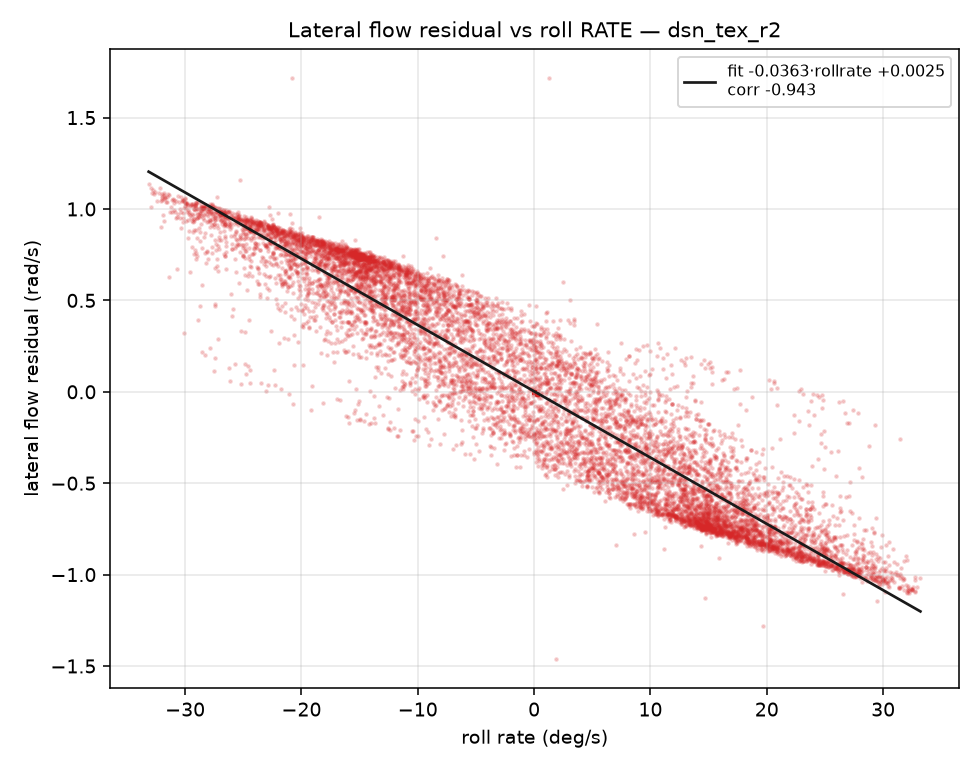 Lateral flow residual vs roll RATE — dsn_tex_r2
fit -0.0363·rollrate +0.0025
corr -0.943
lateral flow residual (rad/s)
1.5
1.0
0.5
0.0
−0.5
−1.0
−1.5
−30
−20
−10
0
10
20
30
roll rate (deg/s)